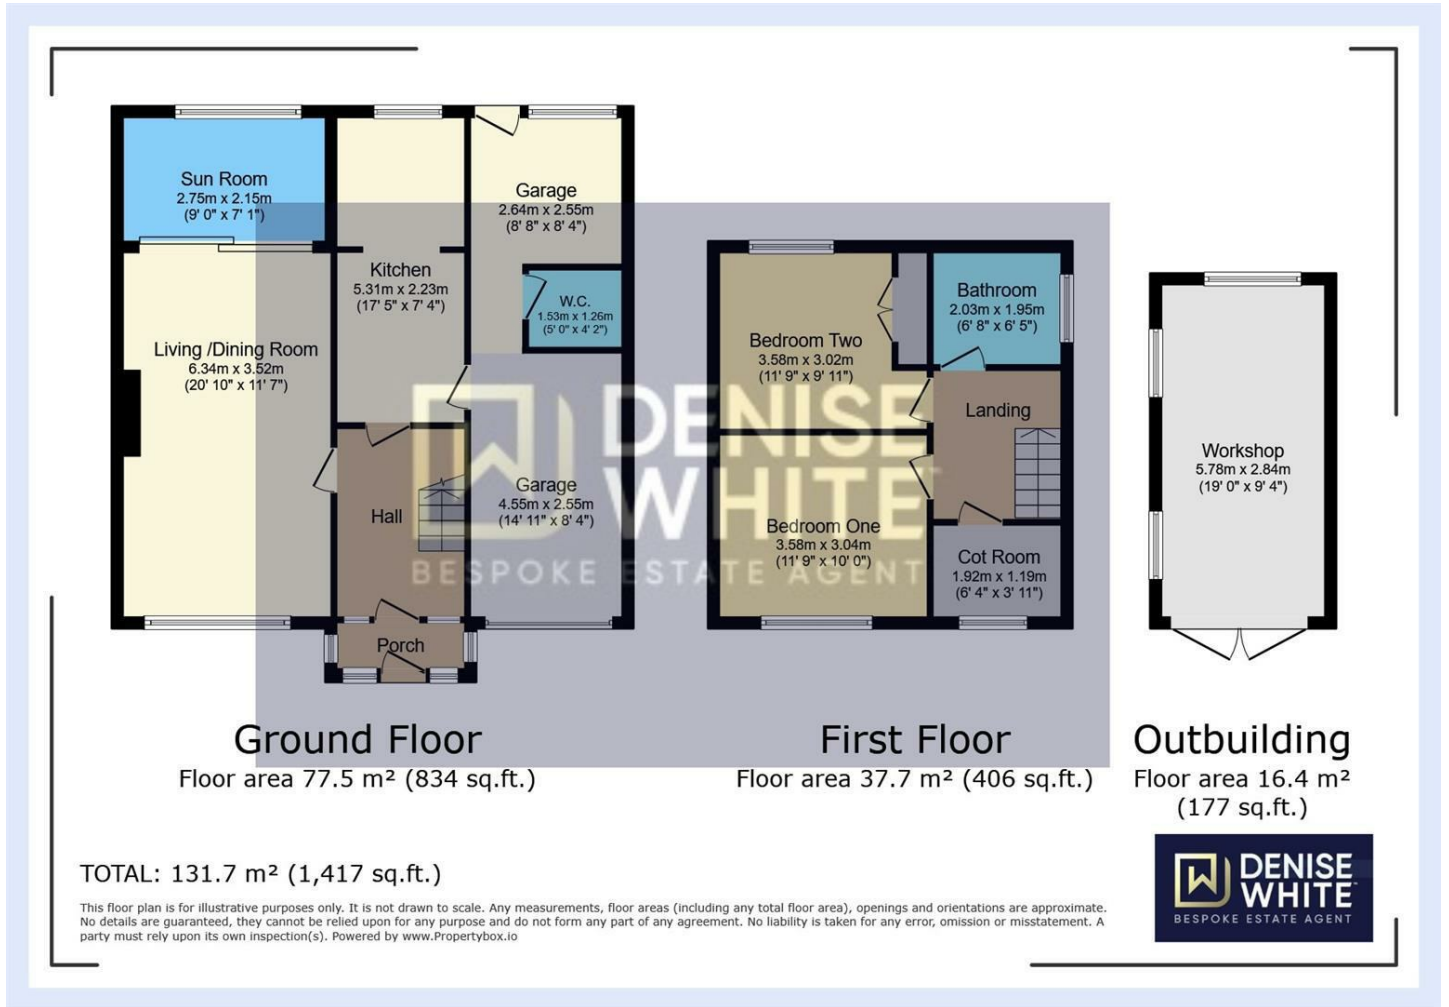 Sun Room
2.75m x 2.15m
(9' 0" x 7' 1")
Garage
2.64m x 2.55m
(8' 8" x 8' 4")
Kitchen
5.31m x 2.23m
(17' 5" x 7' 4")
W.C.
1.53m x 1.26m
(5' 0" x 4' 2")
Living /Dining Room
6.34m x 3.52m
(20' 10" x 11' 7")
Hall
Garage
4.55m x 2.55m
(14' 11" x 8' 4")
Porch
Bedroom Two
3.58m x 3.02m
(11' 9" x 9' 11")
Bathroom
2.03m x 1.95m
(6' 8" x 6' 5")
Landing
Bedroom One
3.58m x 3.04m
(11' 9" x 10' 0")
Cot Room
1.92m x 1.19m
(6' 4" x 3' 11")
Workshop
5.78m x 2.84m
(19' 0" x 9' 4")
DENISE
WHITE™
BESPOKE ESTATE AGENT
Ground Floor
Floor area 77.5 m² (834 sq.ft.)
First Floor
Floor area 37.7 m² (406 sq.ft.)
Outbuilding
Floor area 16.4 m²
(177 sq.ft.)
TOTAL: 131.7 m² (1,417 sq.ft.)
This floor plan is for illustrative purposes only. It is not drawn to scale. Any measurements, floor areas (including any total floor area), openings and orientations are approximate.
No details are guaranteed, they cannot be relied upon for any purpose and do not form any part of any agreement. No liability is taken for any error, omission or misstatement. A
party must rely upon its own inspection(s). Powered by www.Propertybox.io
DENISE
WHITE™
BESPOKE ESTATE AGENT